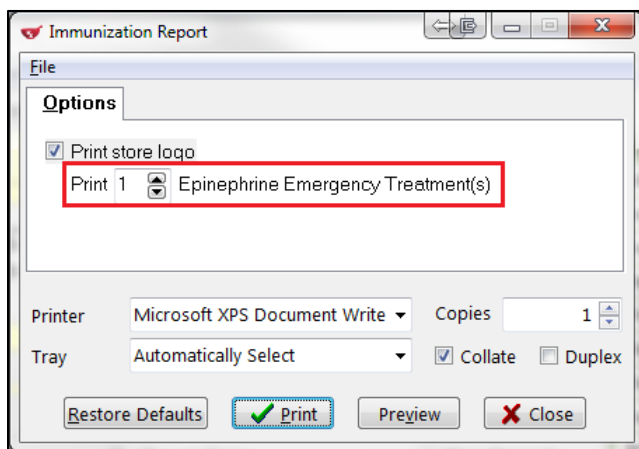 Immunization Report
File
Options
Print store logo
Print 1 Epinephrine Emergency Treatment(s)
Printer Microsoft XPS Document Write Copies 1
Tray Automatically Select Collate Duplex
Restore Defaults Print Preview Close